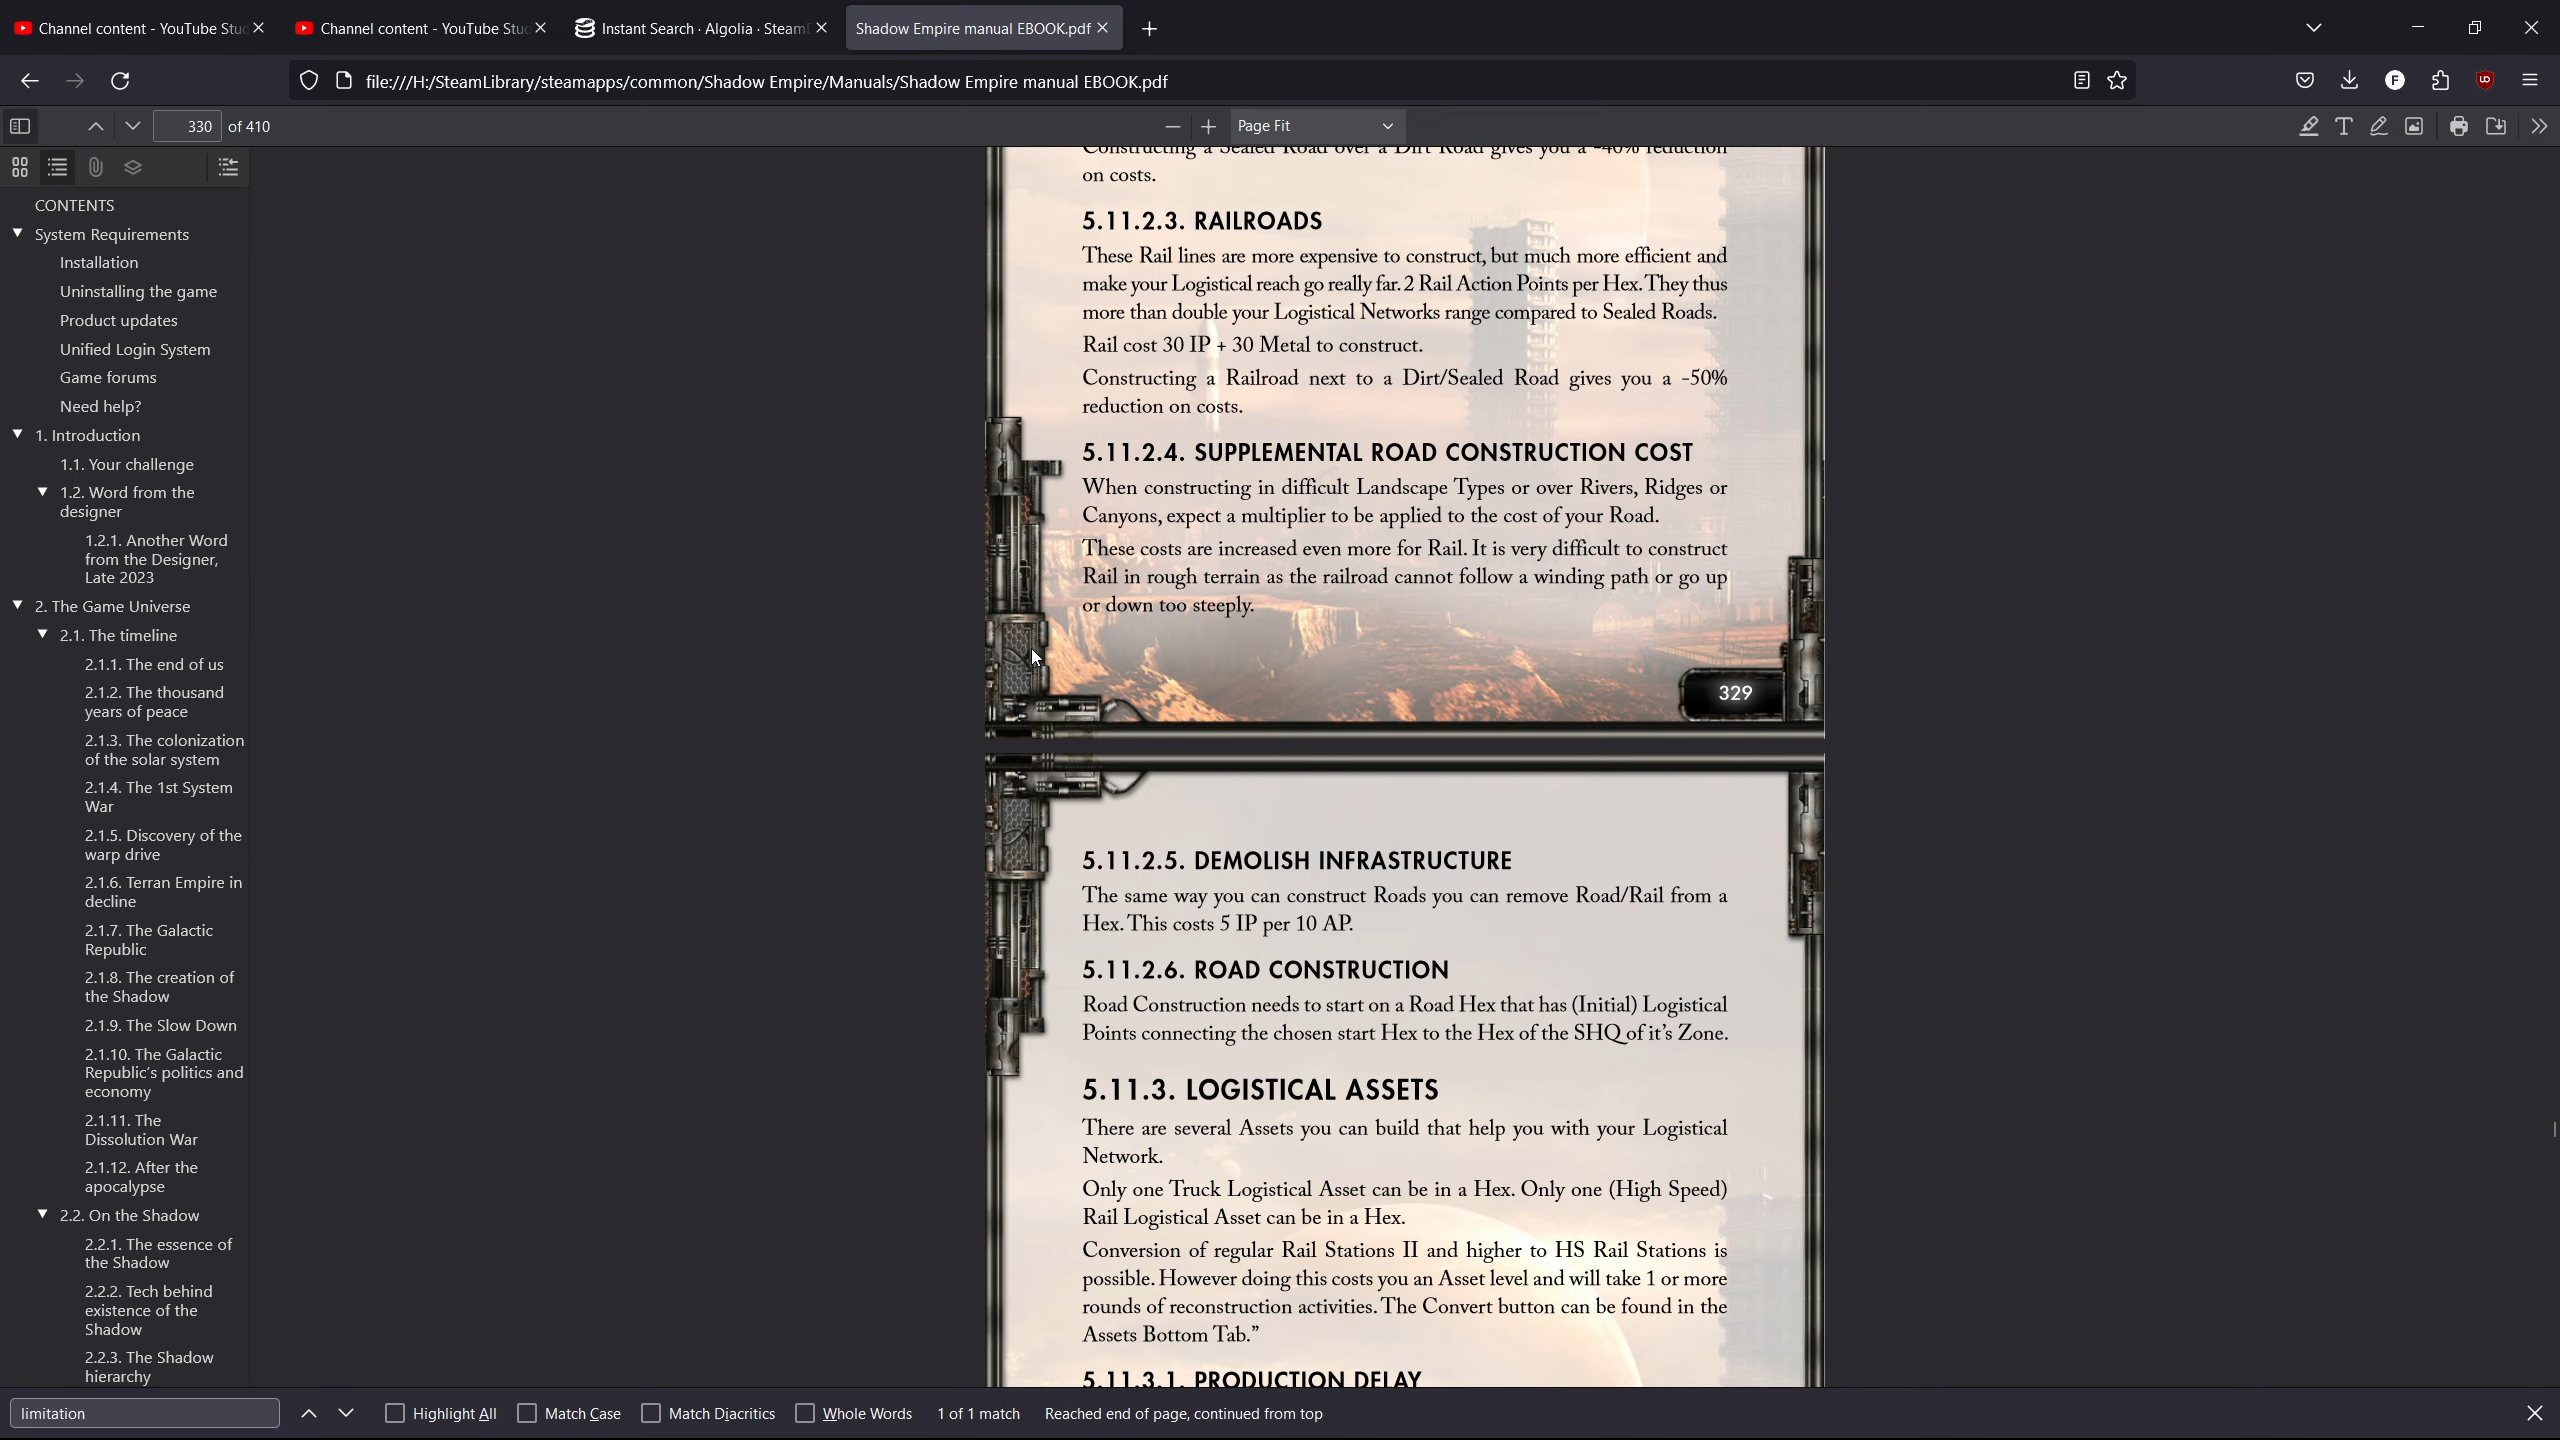 Channel content - YouTube Stu
Channel content - YouTube Stu
Instant Search · Algolia · Steam
Shadow Empire manual EBOOK.pdf
file:///H:/SteamLibrary/steamapps/common/Shadow Empire/Manuals/Shadow Empire manual EBOOK.pdf
F
330 of 410
Page Fit
CONTENTS
System Requirements
Installation
Uninstalling the game
Product updates
Unified Login System
Game forums
Need help?
1. Introduction
1.1. Your challenge
1.2. Word from the
designer
1.2.1. Another Word
from the Designer,
Late 2023
2. The Game Universe
2.1. The timeline
2.1.1. The end of us
2.1.2. The thousand
years of peace
2.1.3. The colonization
of the solar system
2.1.4. The 1st System
War
2.1.5. Discovery of the
warp drive
2.1.6. Terran Empire in
decline
2.1.7. The Galactic
Republic
2.1.8. The creation of
the Shadow
2.1.9. The Slow Down
2.1.10. The Galactic
Republic's politics and
economy
2.1.11. The
Dissolution War
2.1.12. After the
apocalypse
2.2. On the Shadow
2.2.1. The essence of
the Shadow
2.2.2. Tech behind
existence of the
Shadow
2.2.3. The Shadow
hierarchy
Constructing a Sealed Road over a Dirt Road gives you a -40% reduction
on costs.
5.11.2.3. RAILROADS
These Rail lines are more expensive to construct, but much more efficient and
make your Logistical reach go really far. 2 Rail Action Points per Hex. They thus
more than double your Logistical Networks range compared to Sealed Roads.
Rail cost 30 IP + 30 Metal to construct.
Constructing a Railroad next to a Dirt/Sealed Road gives you a -50%
reduction on costs.
5.11.2.4. SUPPLEMENTAL ROAD CONSTRUCTION COST
When constructing in difficult Landscape Types or over Rivers, Ridges or
Canyons, expect a multiplier to be applied to the cost of your Road.
These costs are increased even more for Rail. It is very difficult to construct
Rail in rough terrain as the railroad cannot follow a winding path or go up
or down too steeply.
329
5.11.2.5. DEMOLISH INFRASTRUCTURE
The same way you can construct Roads you can remove Road/Rail from a
Hex. This costs 5 IP per 10 AP.
5.11.2.6. ROAD CONSTRUCTION
Road Construction needs to start on a Road Hex that has (Initial) Logistical
Points connecting the chosen start Hex to the Hex of the SHQ of it's Zone.
5.11.3. LOGISTICAL ASSETS
There are several Assets you can build that help you with your Logistical
Network.
Only one Truck Logistical Asset can be in a Hex. Only one (High Speed)
Rail Logistical Asset can be in a Hex.
Conversion of regular Rail Stations II and higher to HS Rail Stations is
possible. However doing this costs you an Asset level and will take 1 or more
rounds of reconstruction activities. The Convert button can be found in the
Assets Bottom Tab."
5.11.3.1. PRODUCTION DELAY
limitation
Highlight All
Match Case
Match Diacritics
Whole Words
1 of 1 match
Reached end of page, continued from top